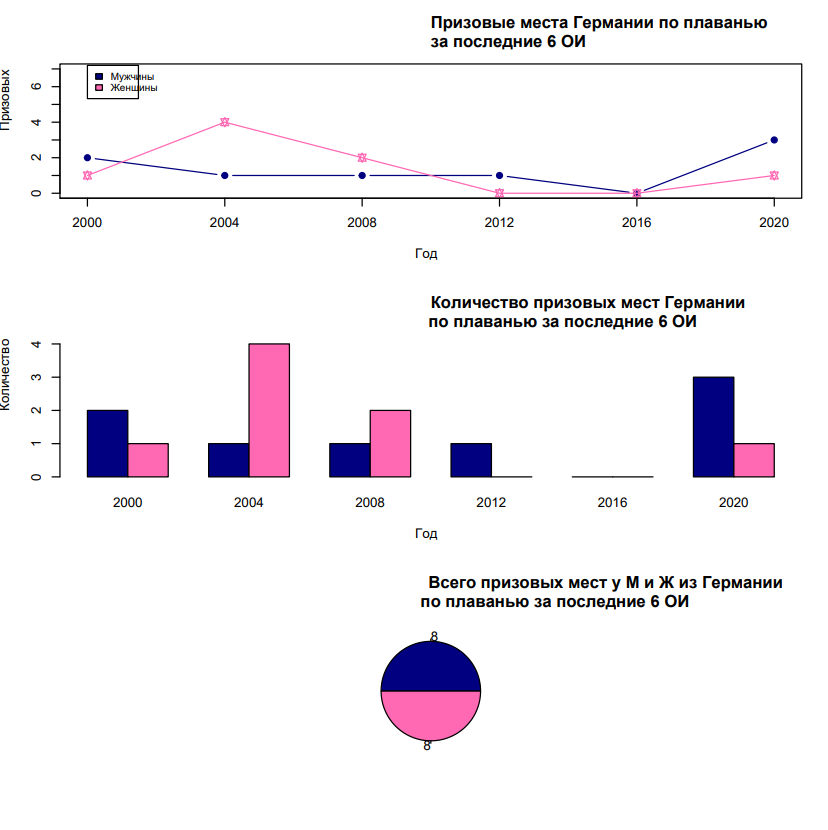 Призовые места Германии по плаванью
за последние 6 ОИ
Призовых
6
4
2
0
Мужчины
Женшины
2000 2004 2008 2012 2016 2020
Год
Количество призовых мест Германии
по плаванью за последние 6 ОИ
Количество
4
3
2
1
0
2000 2004 2008 2012 2016 2020
Год
Всего призовых мест у М и Ж из Германии
по плаванью за последние 6 ОИ
8
8